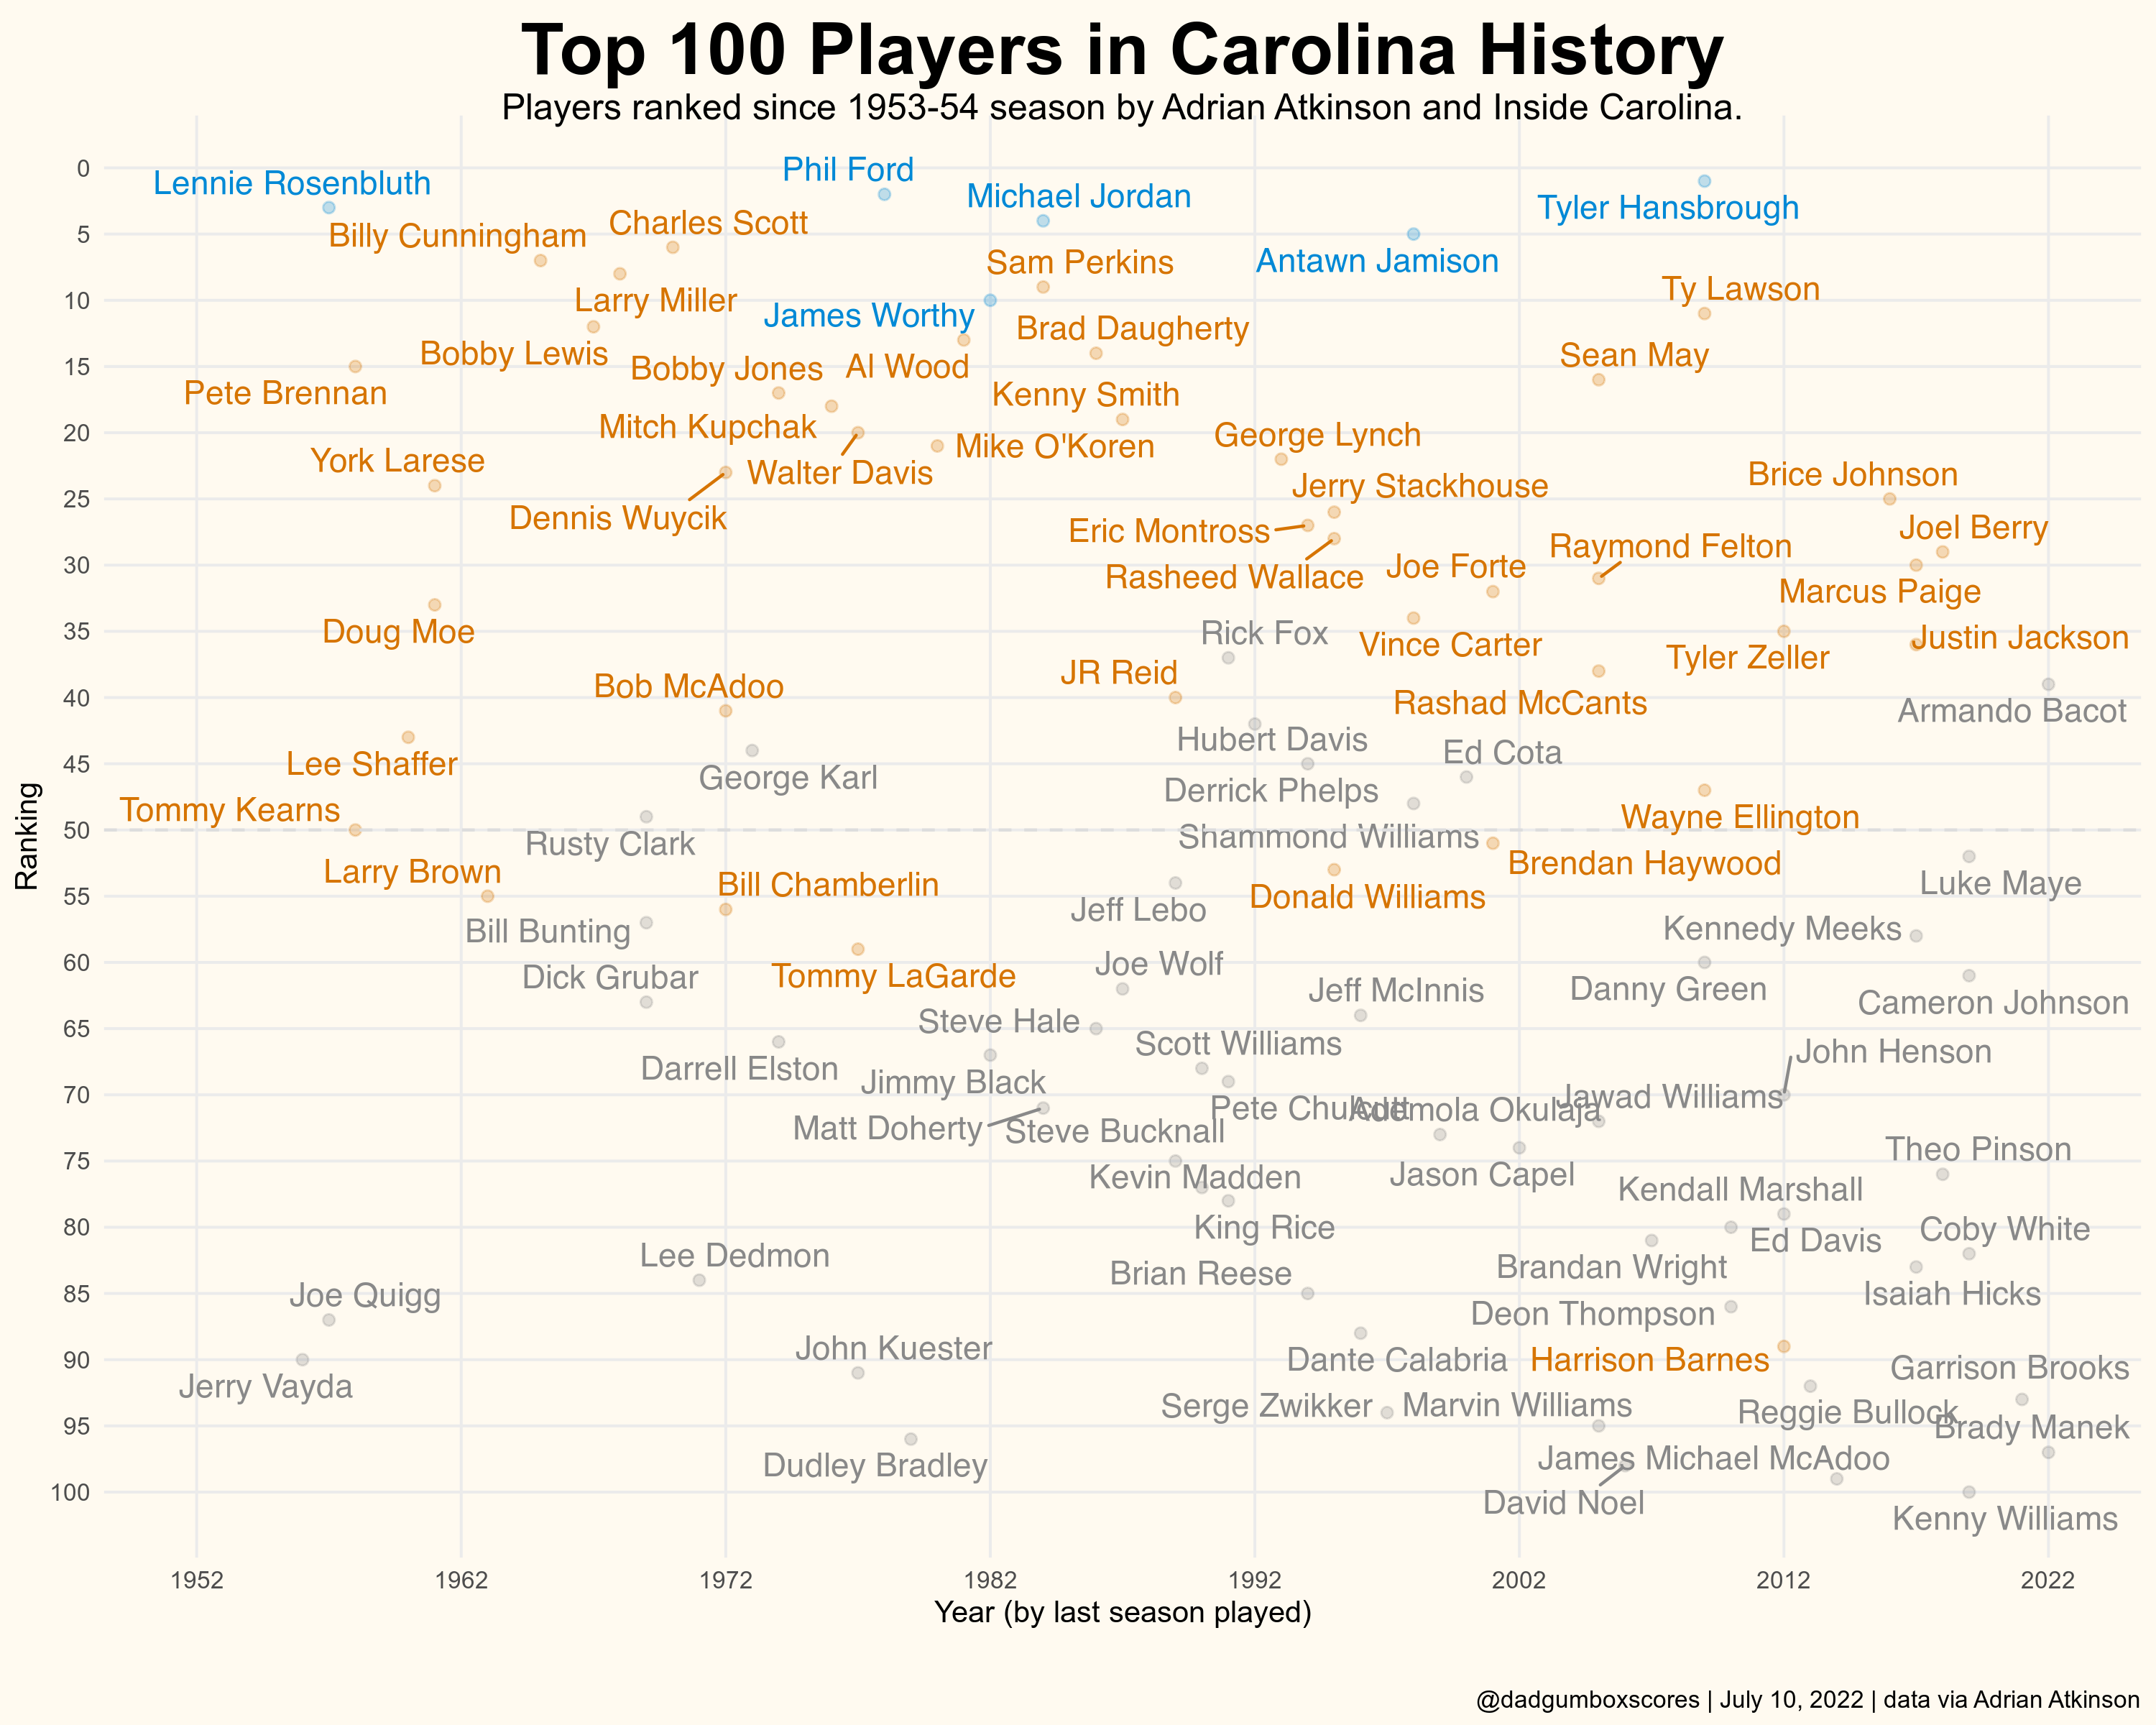 Top 100 Players in Carolina History
Players ranked since 1953-54 season by Adrian Atkinson and Inside Carolina.
Ranking
0
5
10
15
20
25
30
35
40
45
50
55
60
65
70
75
80
85
90
95
100
Phil Ford
Lennie Rosenbluth
Michael Jordan
Tyler Hansbrough
Charles Scott
Billy Cunningham
Antawn Jamison
Sam Perkins
Ty Lawson
Larry Miller
James Worthy
Brad Daugherty
Bobby Lewis
Sean May
Al Wood
Bobby Jones
Pete Brennan
Kenny Smith
Mitch Kupchak
George Lynch
Mike O'Koren
York Larese
Walter Davis
Brice Johnson
Jerry Stackhouse
Dennis Wuycik
Joel Berry
Eric Montross
Raymond Felton
Joe Forte
Rasheed Wallace
Marcus Paige
Doug Moe
Rick Fox
Justin Jackson
Vince Carter
Tyler Zeller
JR Reid
Bob McAdoo
Rashad McCants
Armando Bacot
Hubert Davis
Ed Cota
Lee Shaffer
George Karl
Derrick Phelps
Tommy Kearns
Wayne Ellington
Shammond Williams
Rusty Clark
Brendan Haywood
Larry Brown
Bill Chamberlin
Luke Maye
Donald Williams
Jeff Lebo
Kennedy Meeks
Bill Bunting
Joe Wolf
Tommy LaGarde
Dick Grubar
Danny Green
Jeff McInnis
Cameron Johnson
Steve Hale
Scott Williams
John Henson
Darrell Elston
Jimmy Black
Jawad Williams
Pete Chulcutt
Ademola Okulaja
Matt Doherty
Steve Bucknall
Theo Pinson
Jason Capel
Kevin Madden
Kendall Marshall
King Rice
Coby White
Ed Davis
Lee Dedmon
Brandan Wright
Brian Reese
Isaiah Hicks
Joe Quigg
Deon Thompson
John Kuester
Dante Calabria
Harrison Barnes
Garrison Brooks
Jerry Vayda
Serge Zwikker
Marvin Williams
Reggie Bullock
Brady Manek
James Michael McAdoo
Dudley Bradley
David Noel
Kenny Williams
1952
1962
1972
1982
1992
2002
2012
2022
Year (by last season played)
@dadgumboxscores | July 10, 2022 | data via Adrian Atkinson